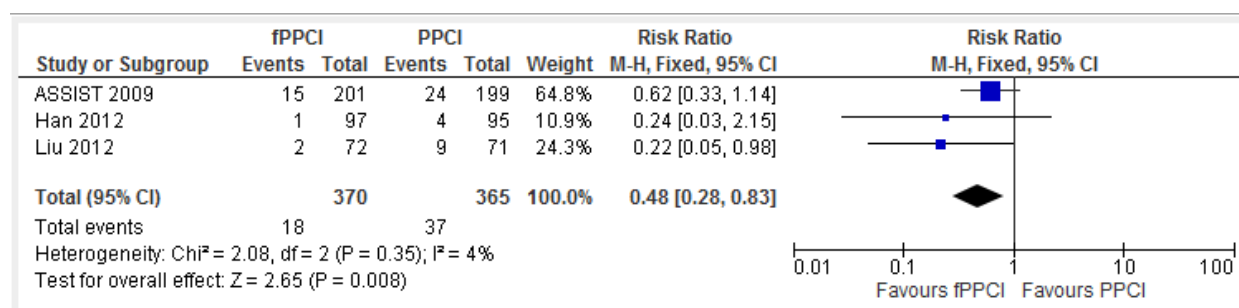 fPPCI PPCI Risk Ratio Risk Ratio
Study or Subgroup Events Total Events Total Weight M-H, Fixed, 95% CI M-H, Fixed, 95% CI
ASSIST 2009 15 201 24 199 64.8% 0.62 [0.33, 1.14]
Han 2012 1 97 4 95 10.9% 0.24 [0.03, 2.15]
Liu 2012 2 72 9 71 24.3% 0.22 [0.05, 0.98]
Total (95% CI) 370 365 100.0% 0.48 [0.28, 0.83]
Total events 18 37
Heterogeneity: Chi² = 2.08, df = 2 (P = 0.35); I² = 4%
Test for overall effect: Z = 2.65 (P = 0.008)
0.01 0.1 1 10 100
Favours fPPCI Favours PPCI